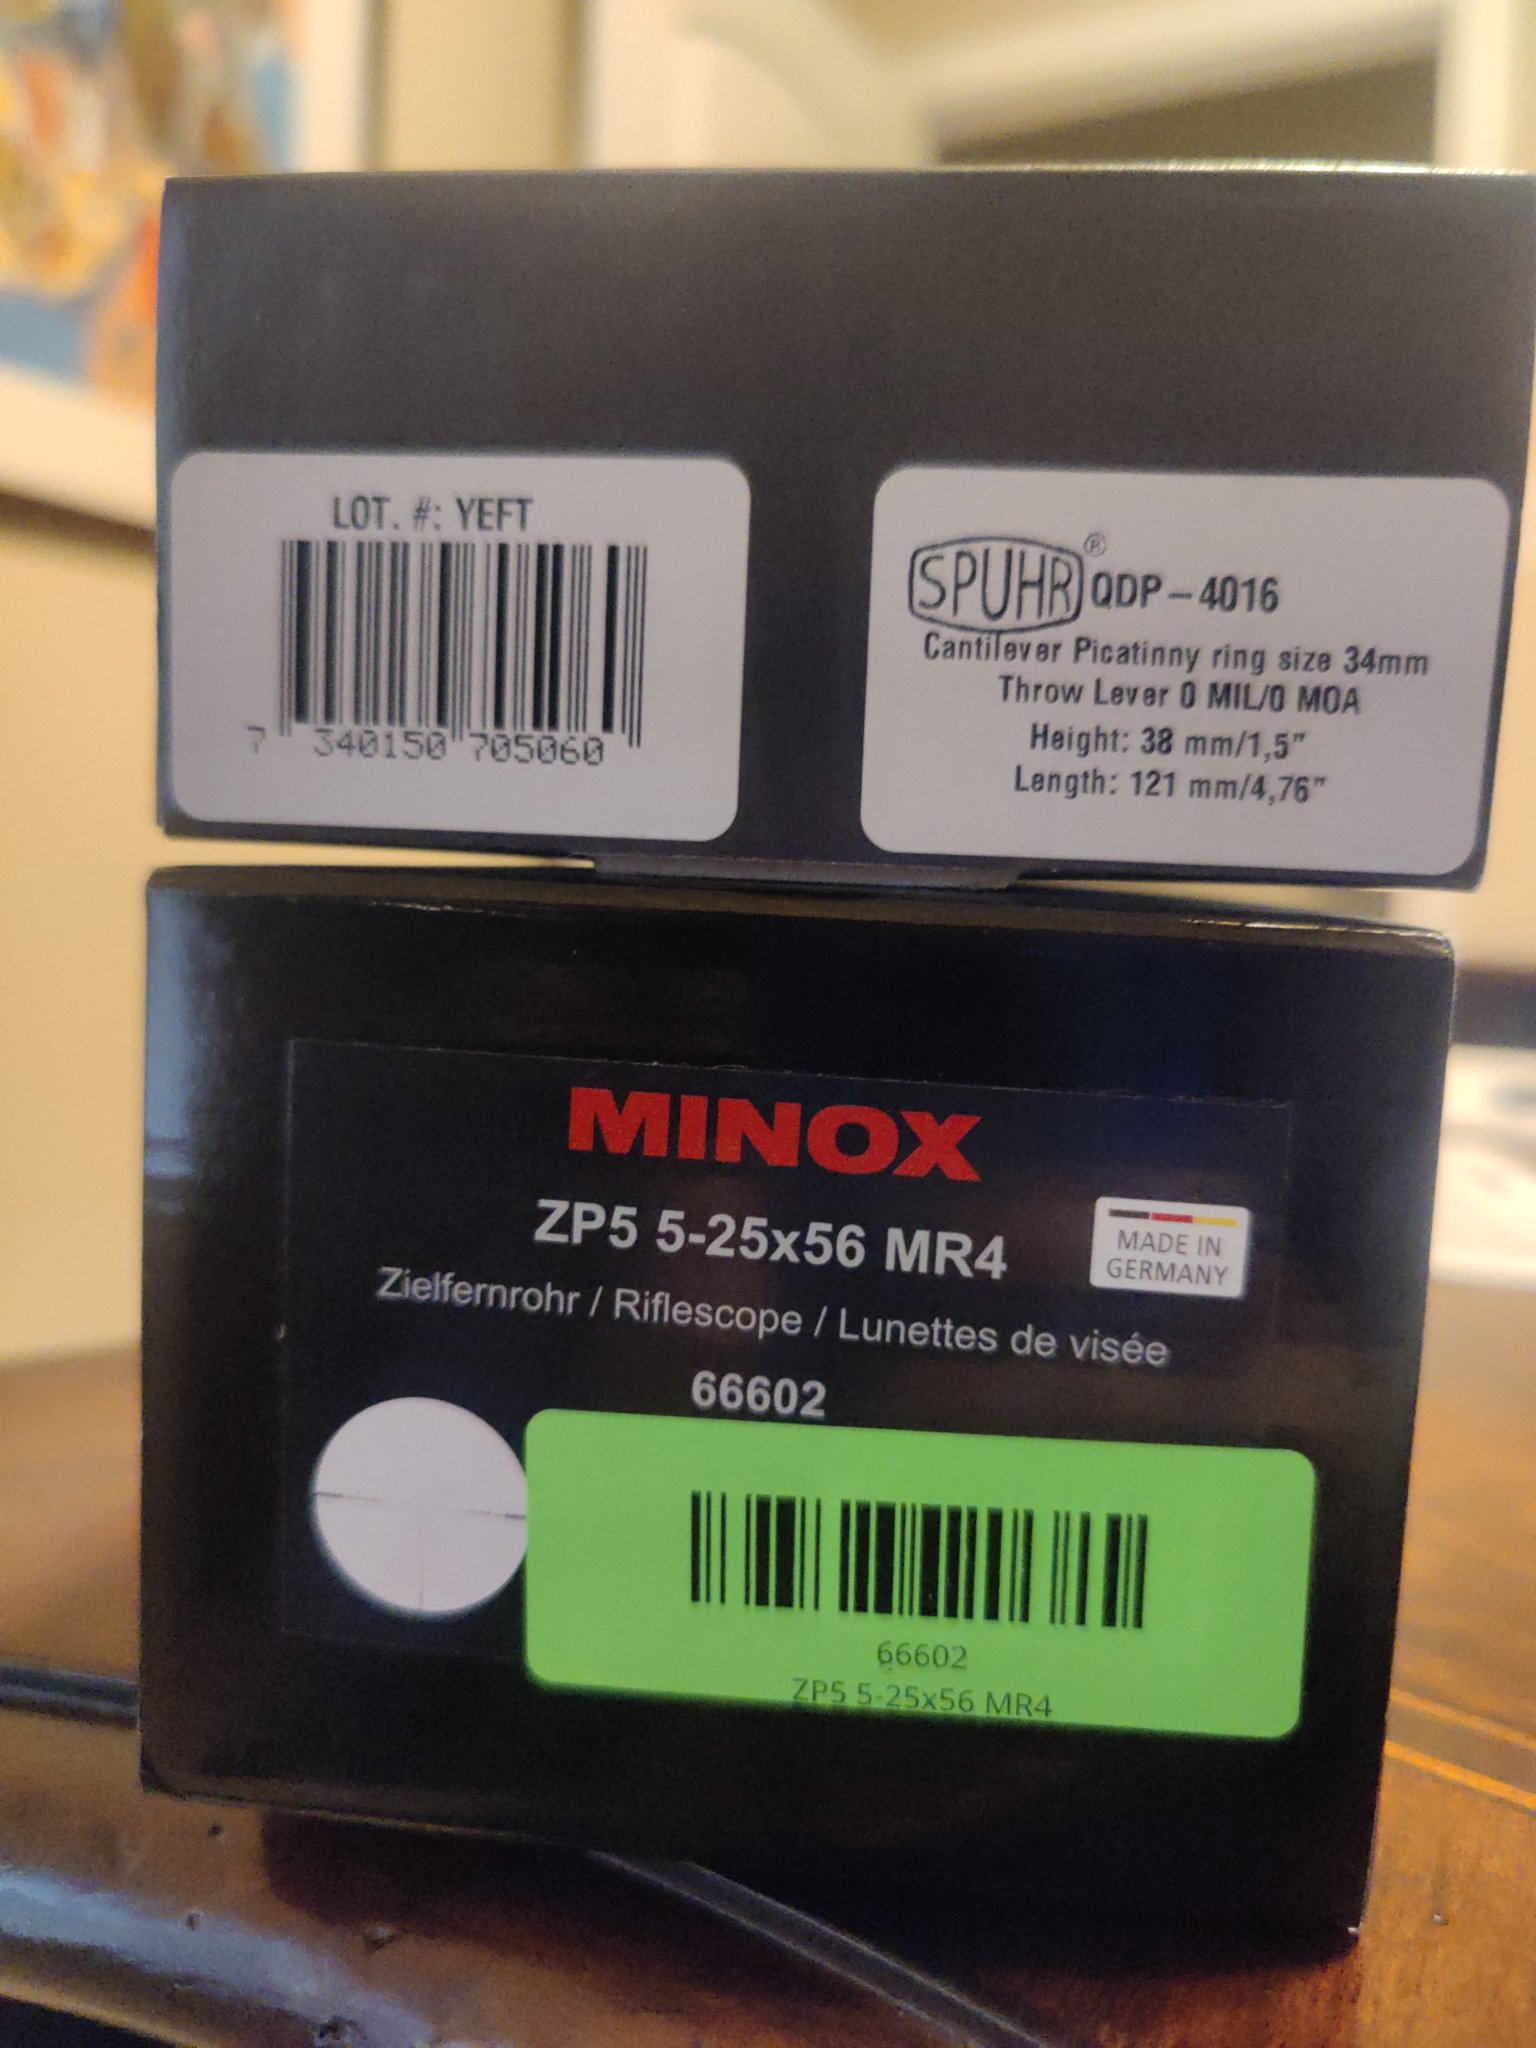 LOT. #: YEFT
7 340150 705060
SPUHR® QDP-4016
Cantilever Picatinny ring size 34mm
Throw Lever 0 MIL/0 MOA
Height: 38 mm/1,5"
Length: 121 mm/4,76"
MINOX
ZP5 5-25x56 MR4
MADE IN
GERMANY
Zielfernrohr / Riflescope / Lunettes de visée
66602
66602
ZP5 5-25x56 MR4